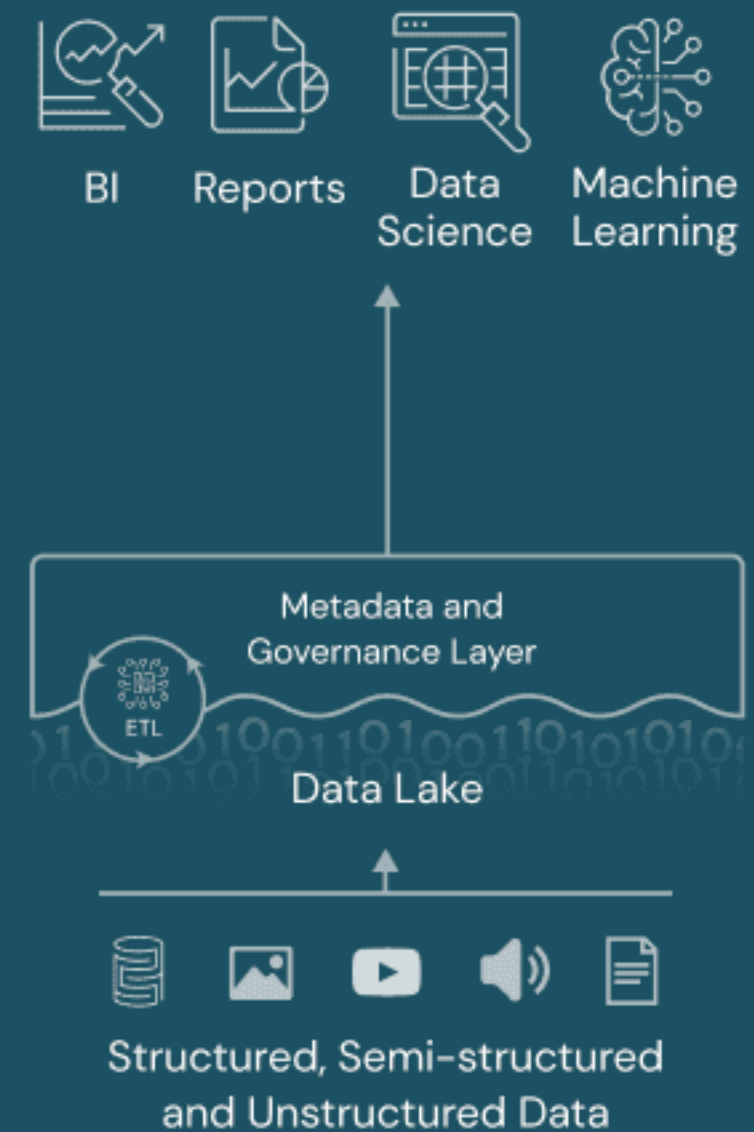 BI
Reports
Data
Science
Machine
Learning
Metadata and
Governance Layer
ETL
Data Lake
Structured, Semi-structured
and Unstructured Data